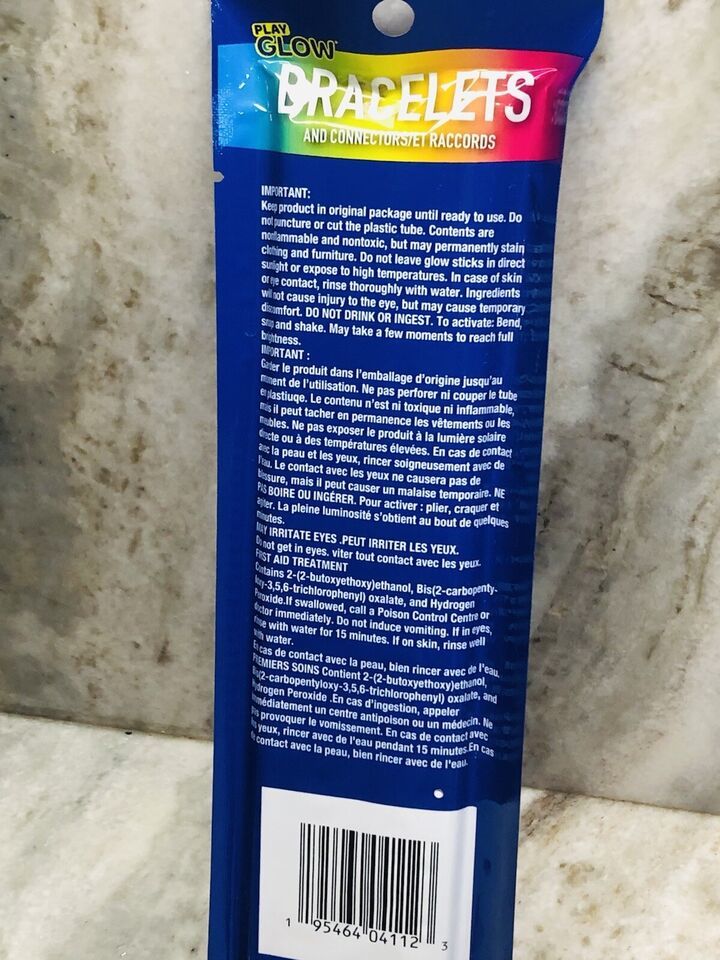 PLAY
GLOW
BRACELETS
AND CONNECTORS/ET RACCORDS
IMPORTANT:
Keep product in original package until ready to use. Do
not puncture or cut the plastic tube. Contents are
nonflammable and nontoxic, but may permanently stain
clothing and furniture. Do not leave glow sticks in direct
sunlight or expose to high temperatures. In case of skin
or eye contact, rinse thoroughly with water. Ingredients
will not cause injury to the eye, but may cause temporary
discomfort. DO NOT DRINK OR INGEST. To activate: Bend,
snap and shake. May take a few moments to reach full
brightness.
IMPORTANT :
Garder le produit dans l'emballage d'origine jusqu'au
moment de l'utilisation. Ne pas perforer ni couper le tube
en plastiuqe. Le contenu n'est ni toxique ni inflammable,
mais il peut tacher en permanence les vêtements ou les
meubles. Ne pas exposer le produit à la lumière solaire
directe ou à des températures élevées. En cas de contact
avec la peau et les yeux, rincer soigneusement avec de
l'eau. Le contact avec les yeux ne causera pas de
blessure, mais il peut causer un malaise temporaire. NE
PAS BOIRE OU INGÉRER. Pour activer : plier, craquer et
agiter. La pleine luminosité s'obtient au bout de quelques
minutes.
MAY IRRITATE EYES .PEUT IRRITER LES YEUX.
Do not get in eyes. viter tout contact avec les yeux.
FIRST AID TREATMENT
Contains 2-(2-butoxyethoxy)ethanol, Bis(2-carbopenty-
loxy-3,5,6-trichlorophenyl) oxalate, and Hydrogen
Peroxide.If swallowed, call a Poison Control Centre or
doctor immediately. Do not induce vomiting. If in eyes,
rinse with water for 15 minutes. If on skin, rinse well
with water.
En cas de contact avec la peau, bien rincer avec de l'eau.
PREMIERS SOINS Contient 2-(2-butoxyethoxy)ethanol,
Bis(2-carbopentyloxy-3,5,6-trichlorophenyl) oxalate, and
Hydrogen Peroxide .En cas d'ingestion, appeler
immédiatement un centre antipoison ou un médecin. Ne
pas provoquer le vomissement. En cas de contact avec
les yeux, rincer avec de l'eau pendant 15 minutes.En cas
de contact avec la peau, bien rincer avec de l'eau.
1 95464 04112 3